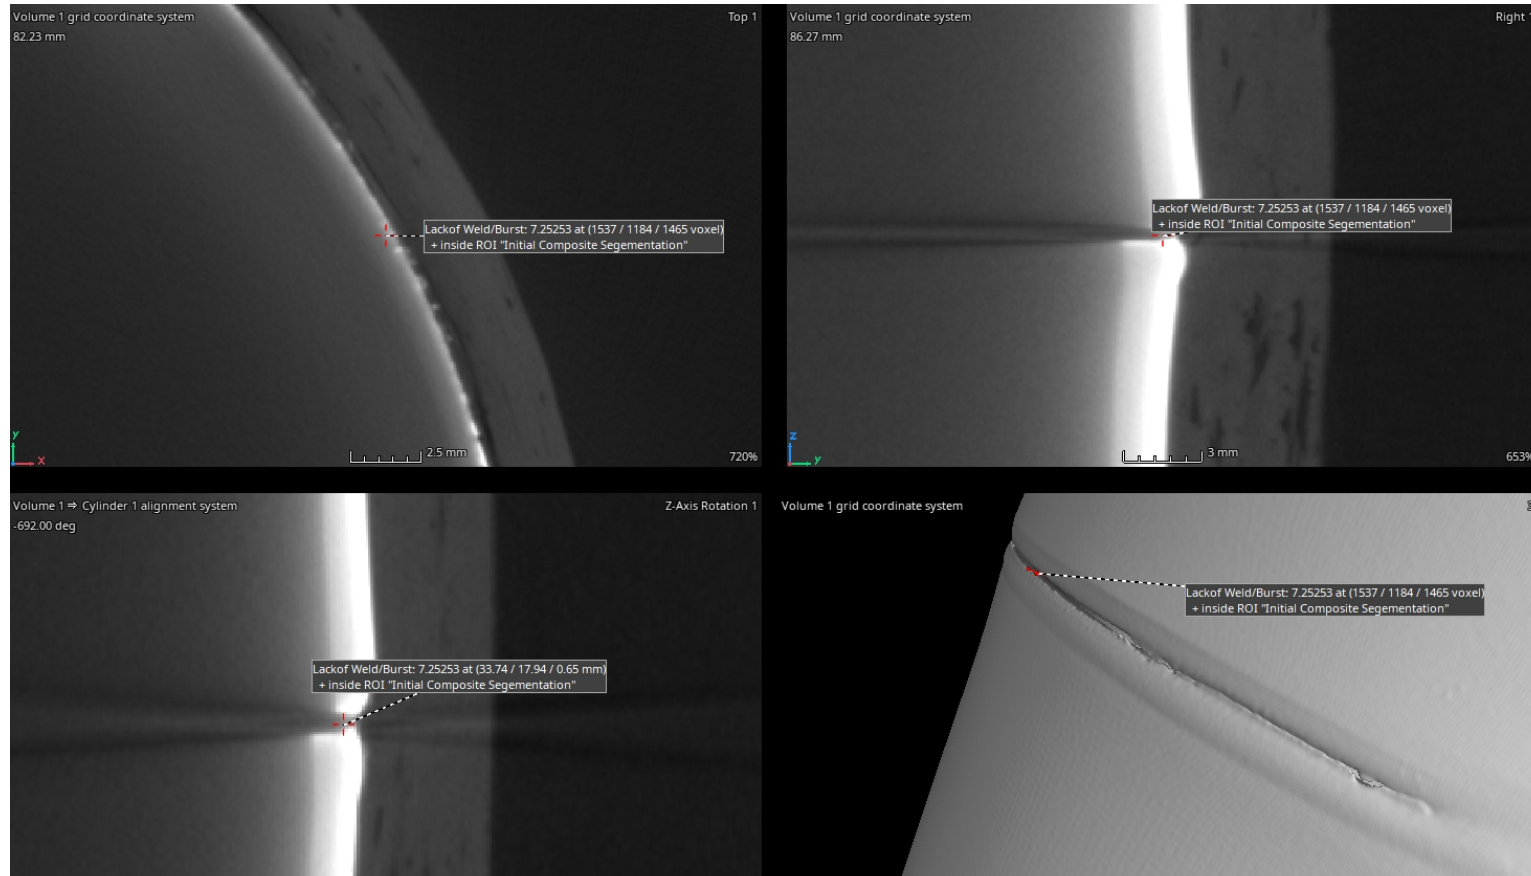 Volume 1 grid coordinate system
Top 1
82.23 mm
Lackof Weld/Burst: 7.25253 at (1537 / 1184 / 1465 voxel)
+ inside ROI "Initial Composite Segementation"
y
x
2.5 mm
720%
Volume 1 grid coordinate system
Right
86.27 mm
Lackof Weld/Burst: 7.25253 at (1537 / 1184 / 1465 voxel)
+ inside ROI "Initial Composite Segementation"
z
y
3 mm
653%
Volume 1 ⇒ Cylinder 1 alignment system
Z-Axis Rotation 1
-692.00 deg
Lackof Weld/Burst: 7.25253 at (33.74 / 17.94 / 0.65 mm)
+ inside ROI "Initial Composite Segementation"
Volume 1 grid coordinate system
Lackof Weld/Burst: 7.25253 at (1537 / 1184 / 1465 voxel)
+ inside ROI "Initial Composite Segementation"